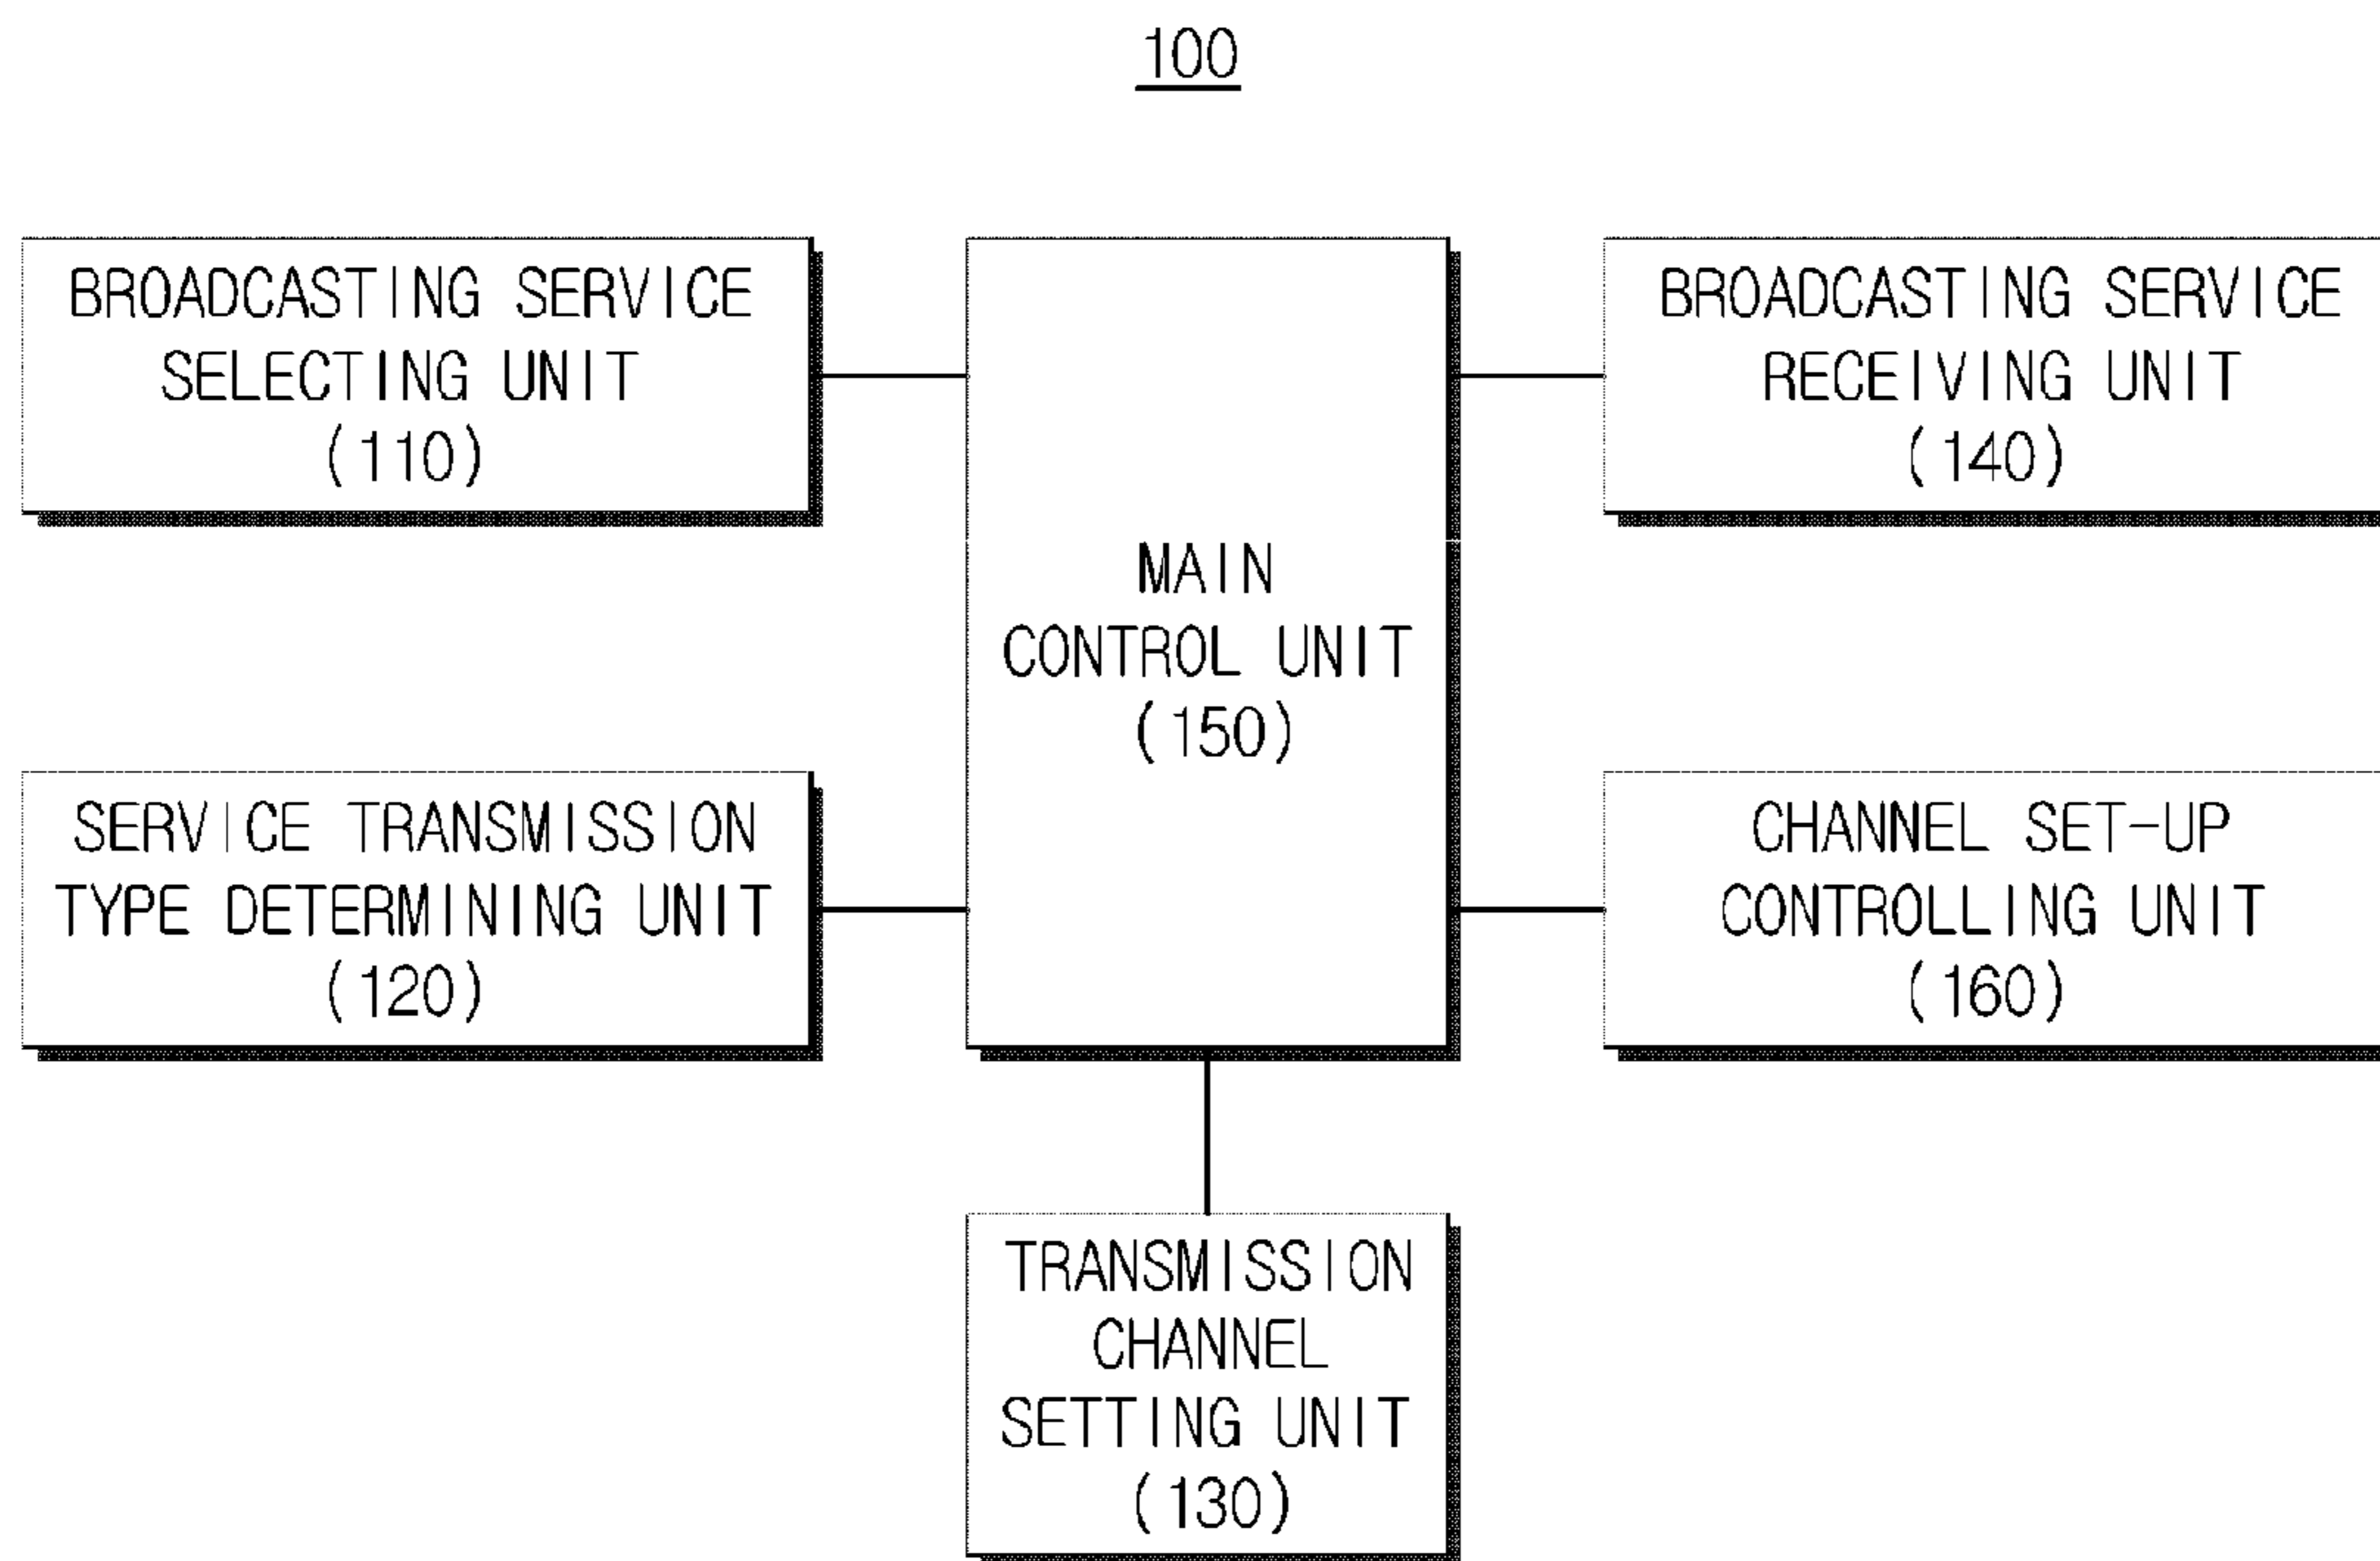 100
BROADCASTING SERVICE
SELECTING UNIT
(110)
MAIN
CONTROL UNIT
(150)
BROADCASTING SERVICE
RECEIVING UNIT
(140)
SERVICE TRANSMISSION
TYPE DETERMINING UNIT
(120)
CHANNEL SET-UP
CONTROLLING UNIT
(160)
TRANSMISSION
CHANNEL
SETTING UNIT
(130)